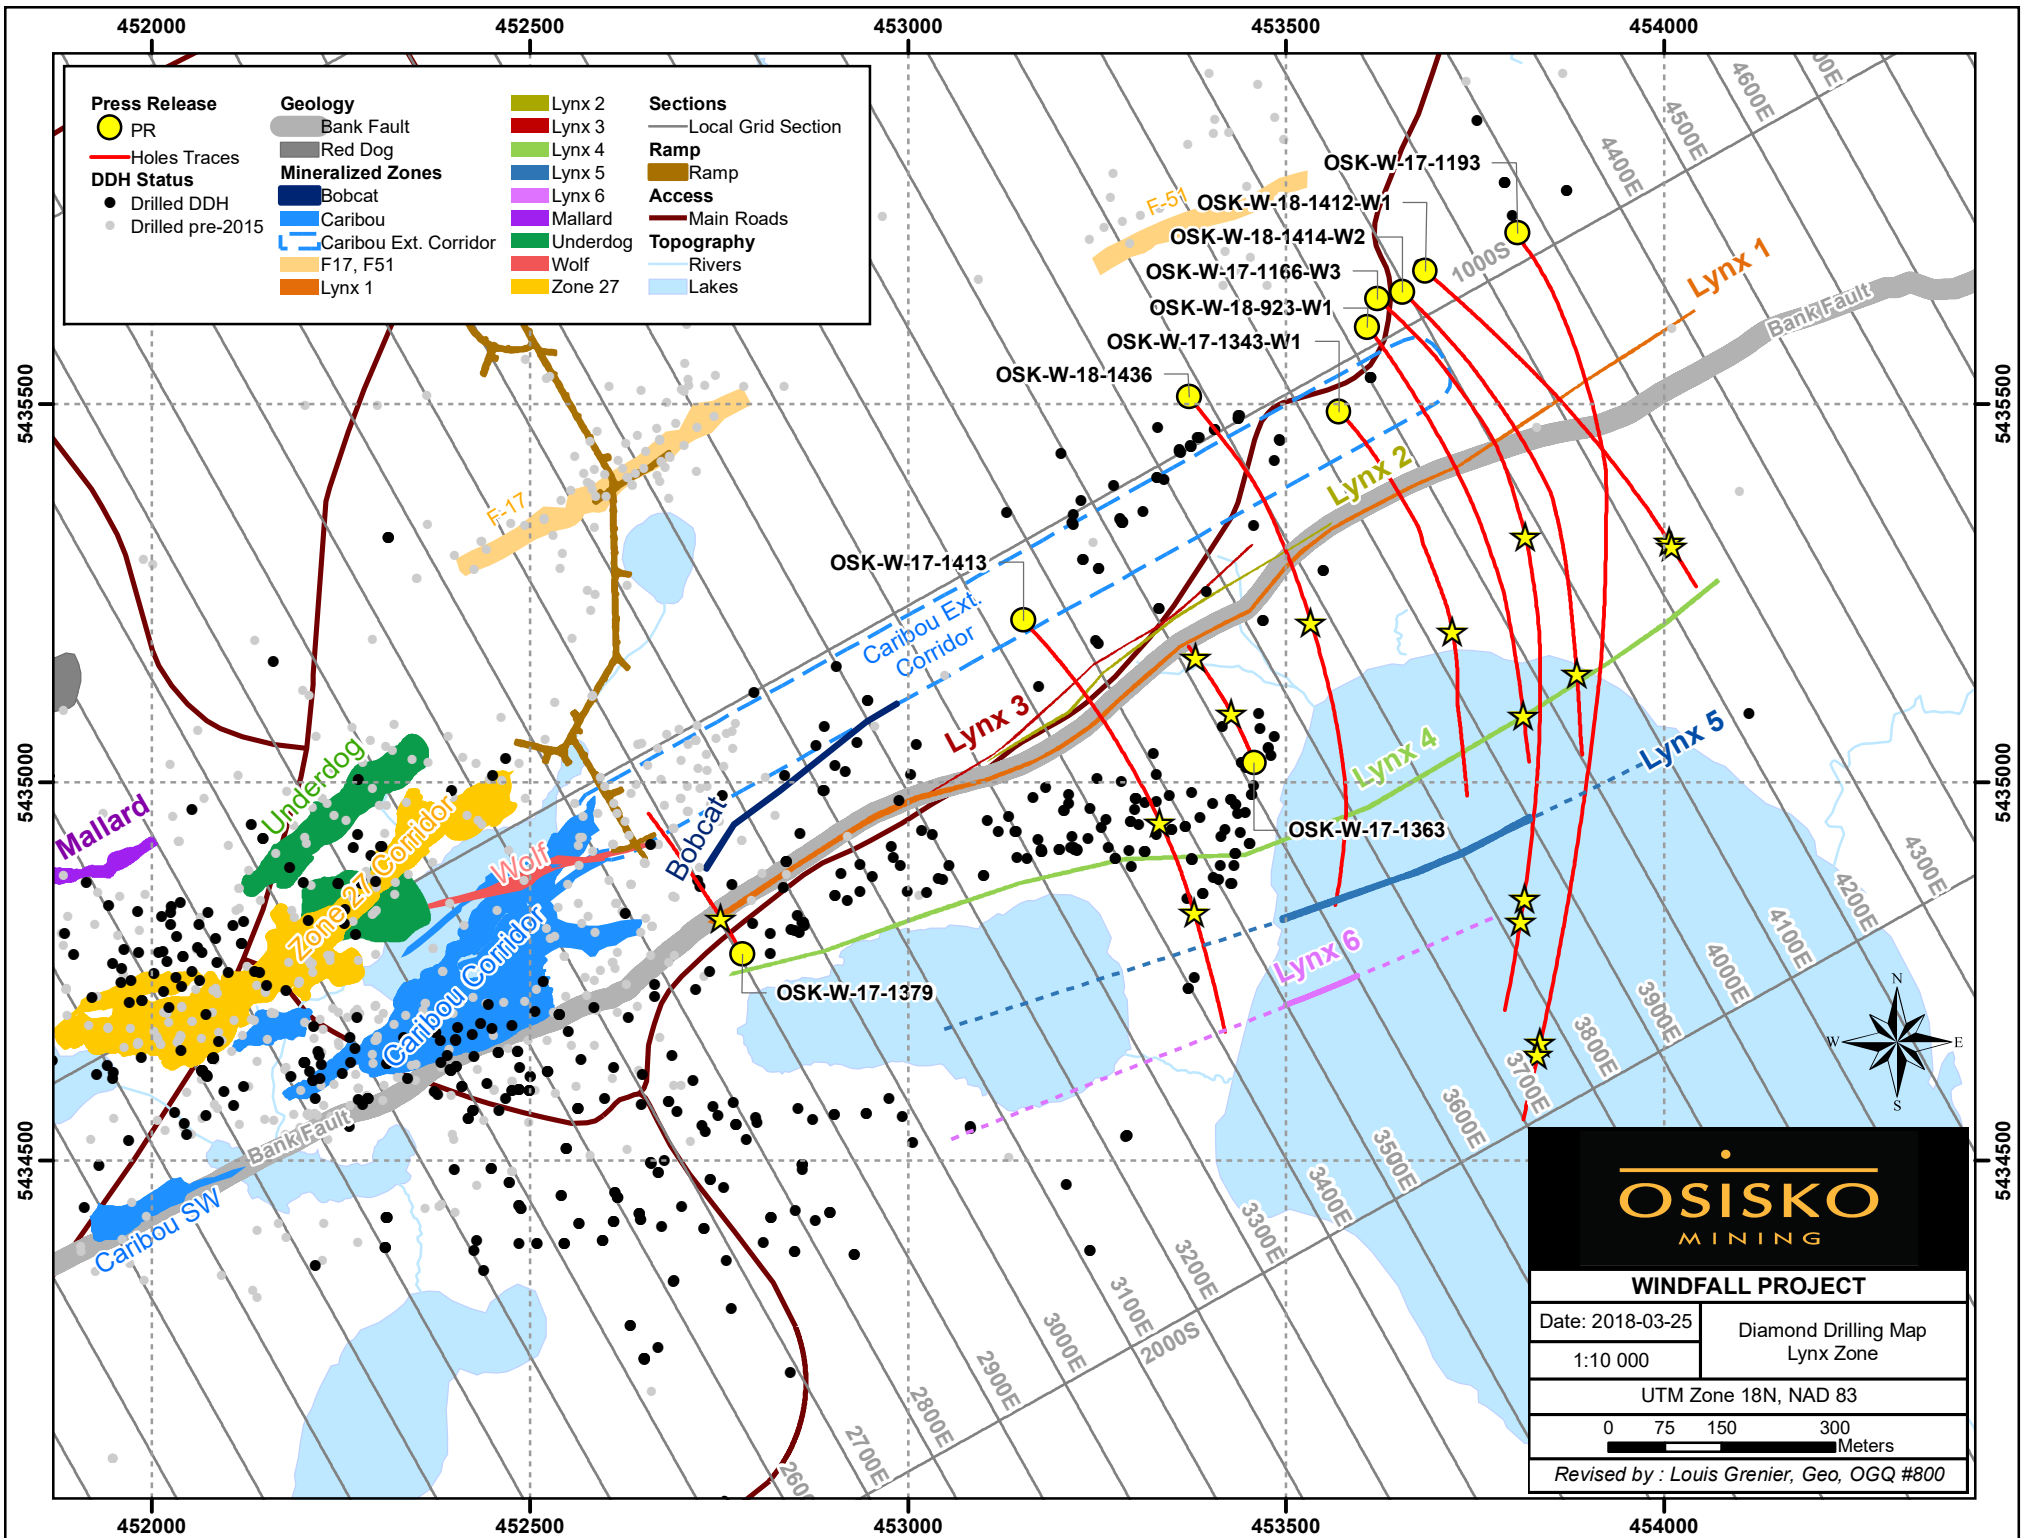 452000 452500 453000 453500 454000
Press Release
PR
Holes Traces
DDH Status
Drilled DDH
Drilled pre-2015
Geology
Bank Fault
Red Dog
Mineralized Zones
Bobcat
Caribou
Caribou Ext. Corridor
F17, F51
Lynx 1
Lynx 2
Lynx 3
Lynx 4
Lynx 5
Lynx 6
Mallard
Underdog
Wolf
Zone 27
Sections
Local Grid Section
Ramp
Ramp
Access
Main Roads
Topography
Rivers
Lakes
4600E
4500E
4400E
1000S
OSK-W-17-1193
F-51
OSK-W-18-1412-W1
OSK-W-18-1414-W2
OSK-W-17-1166-W3
OSK-W-18-923-W1
OSK-W-17-1343-W1
OSK-W-18-1436
Lynx 1
Bank Fault
5435500
5435500
Lynx 2
F-17
OSK-W-17-1413
Caribou Ext.
Corridor
Lynx 3
Lynx 4
Lynx 5
5435000
5435000
Underdog
Mallard
Zone 27 Corridor
Wolf
Bobcat
OSK-W-17-1363
Caribou Corridor
OSK-W-17-1379
Lynx 6
4300E
4200E
4100E
4000E
3900E
3800E
3700E
3600E
3500E
3400E
3300E
3200E
3100E
3000E
2900E
2800E
2700E
2000S
N
W E
S
Bank Fault
Caribou SW
5434500
5434500
OSISKO
MINING
WINDFALL PROJECT
Date: 2018-03-25
1:10 000
Diamond Drilling Map
Lynx Zone
UTM Zone 18N, NAD 83
0 75 150 300
Meters
Revised by : Louis Grenier, Geo, OGQ #800
452000 452500 453000 453500 454000